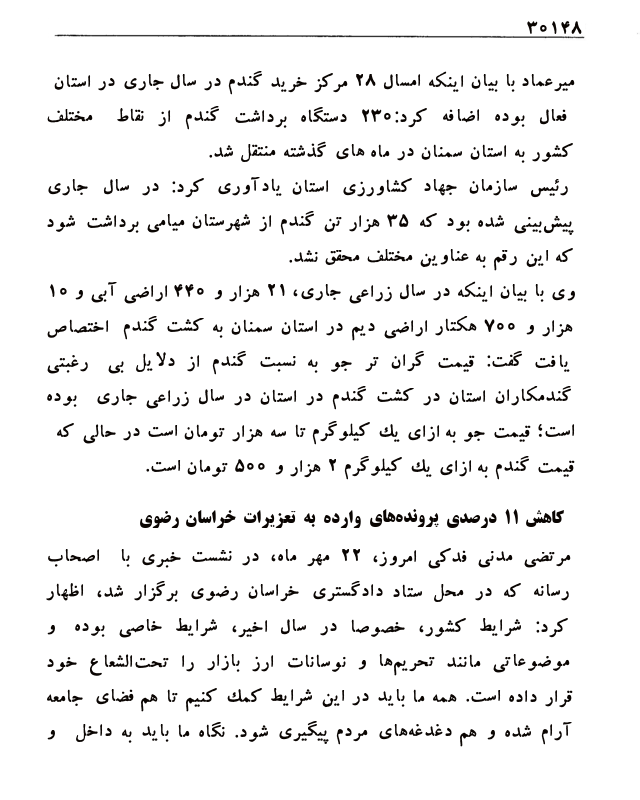 ۳۰۱۴۸
میرعماد با بیان اینکه امسال ۲۸ مرکز خرید گندم در سال جاری در استان
فعال بوده اضافه کرد:۲۳۰ دستگاه برداشت گندم از نقاط مختلف
کشور به استان سمنان در ماه های گذشته منتقل شد.
رئیس سازمان جهاد کشاورزی استان یادآوری کرد: در سال جاری
پیش‌بینی شده بود که ۳۵ هزار تن گندم از شهرستان میامی برداشت شود
که این رقم به عناوین مختلف محقق نشد.
وی با بیان اینکه در سال زراعی جاری، ۲۱ هزار و ۴۴۰ اراضی آبی و ۱۰
هزار و ۷۰۰ هکتار اراضی دیم در استان سمنان به کشت گندم اختصاص
یافت گفت: قیمت گران تر جو به نسبت گندم از دلایل بی رغبتی
گندمکاران استان در کشت گندم در استان در سال زراعی جاری بوده
است؛ قیمت جو به ازای یك کیلوگرم تا سه هزار تومان است در حالی که
قیمت گندم به ازای یك کیلوگرم ۲ هزار و ۵۰۰ تومان است.
کاهش ۱۱ درصدی پرونده‌های وارده به تعزیرات خراسان رضوی
مرتضی مدنی فدکی امروز، ۲۲ مهر ماه، در نشست خبری با اصحاب
رسانه که در محل ستاد دادگستری خراسان رضوی برگزار شد، اظهار
کرد: شرایط کشور، خصوصا در سال اخیر، شرایط خاصی بوده و
موضوعاتی مانند تحریم‌ها و نوسانات ارز بازار را تحت‌الشعاع خود
قرار داده است. همه ما باید در این شرایط کمك کنیم تا هم فضای جامعه
آرام شده و هم دغدغه‌های مردم پیگیری شود. نگاه ما باید به داخل و